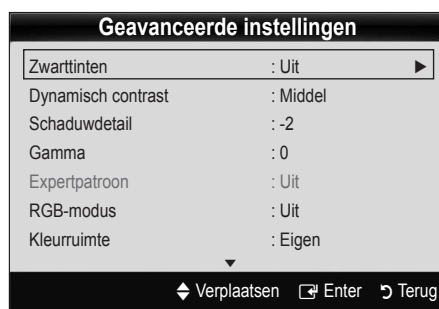 Geavanceerde instellingen
Zwarttinten : Uit ►
Dynamisch contrast : Middel
Schaduwdetail : -2
Gamma : 0
Expertpatroon : Uit
RGB-modus : Uit
Kleurruimte : Eigen
Verplaatsen Enter Terug